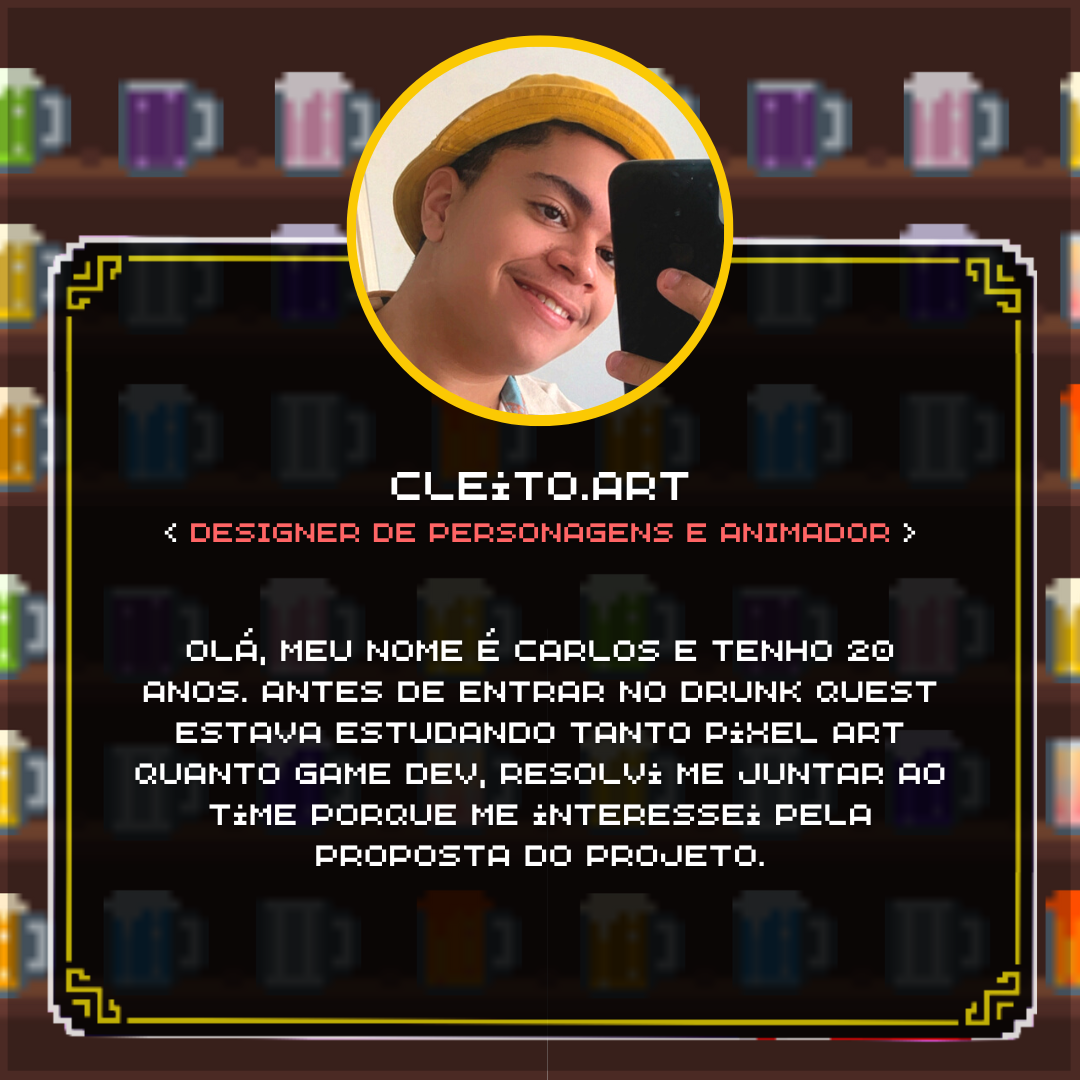 CLEiTO.ART
< DESIGNER DE PERSONAGENS E ANIMADOR >
OLÁ, MEU NOME É CARLOS E TENHO 20
ANOS. ANTES DE ENTRAR NO DRUNK QUEST
ESTAVA ESTUDANDO TANTO PiXEL ART
QUANTO GAME DEV, RESOLVi ME JUNTAR AO
TiME PORQUE ME iNTERESSEi PELA
PROPOSTA DO PROJETO.